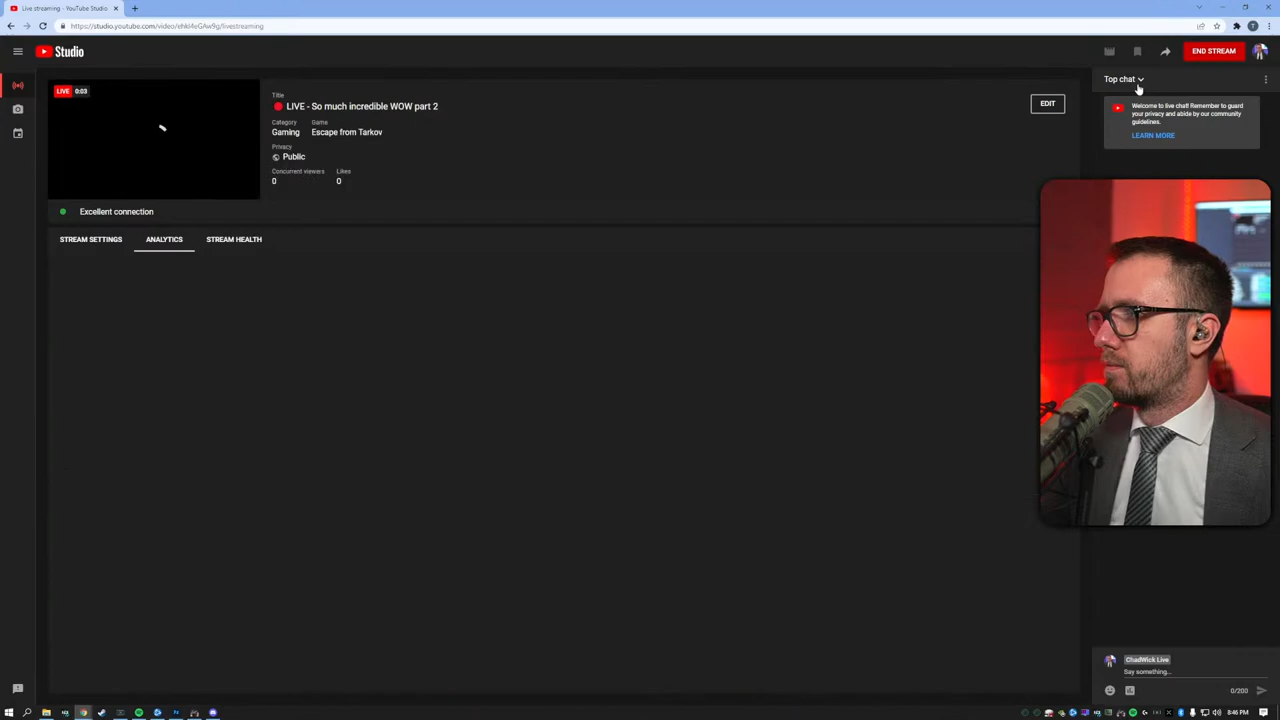 Live streaming - YouTube Studio
https://studio.youtube.com/video/ehkl4eGAw9g/livestreaming
T
Studio
END STREAM
LIVE 0:03
Title
LIVE - So much incredible WOW part 2
EDIT
Category Game
Gaming Escape from Tarkov
Privacy
Public
Concurrent viewers Likes
0 0
Excellent connection
STREAM SETTINGS ANALYTICS STREAM HEALTH
Top chat
Welcome to live chat! Remember to guard
your privacy and abide by our community
guidelines.
LEARN MORE
ChadWick Live
Say something...
0/200
8:46 PM